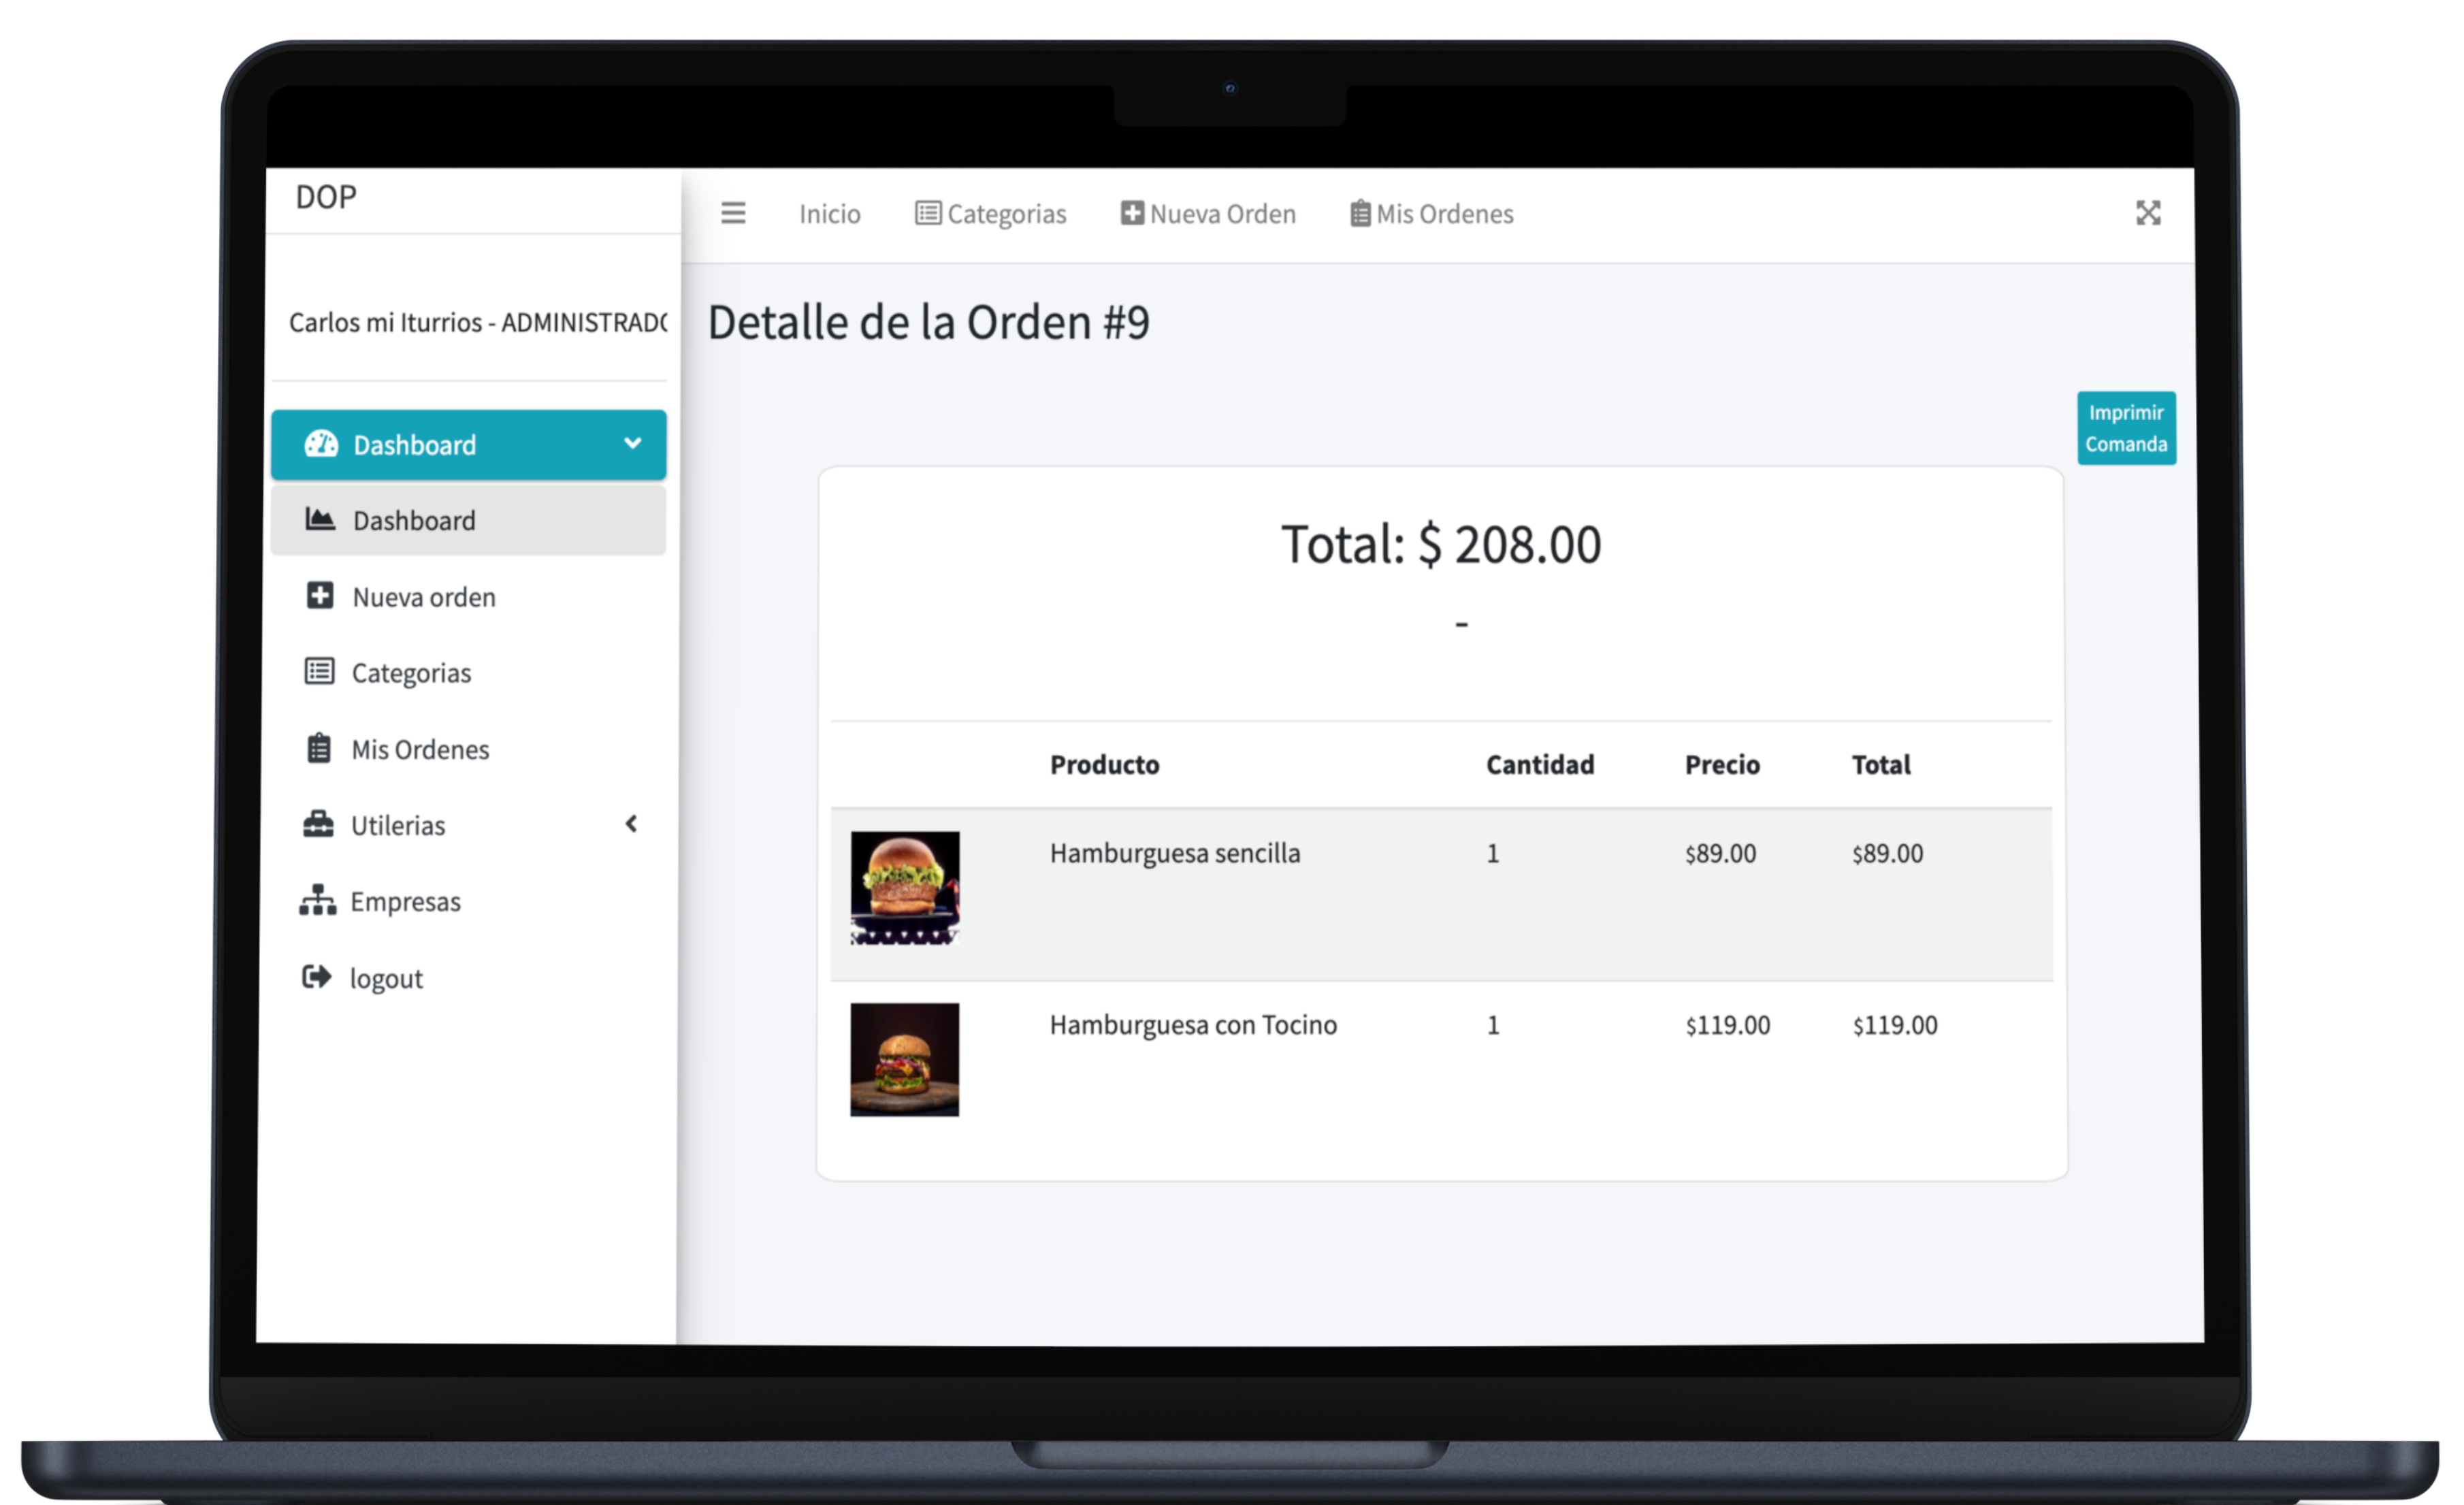 DOP
Inicio Categorias Nueva Orden Mis Ordenes
Carlos mi Iturrios - ADMINISTRADO
Detalle de la Orden #9
Imprimir
Comanda
Dashboard
Dashboard
Nueva orden
Categorias
Mis Ordenes
Utilerias
Empresas
logout
Total: $ 208.00
-
Producto Cantidad Precio Total
Hamburguesa sencilla 1 $89.00 $89.00
Hamburguesa con Tocino 1 $119.00 $119.00